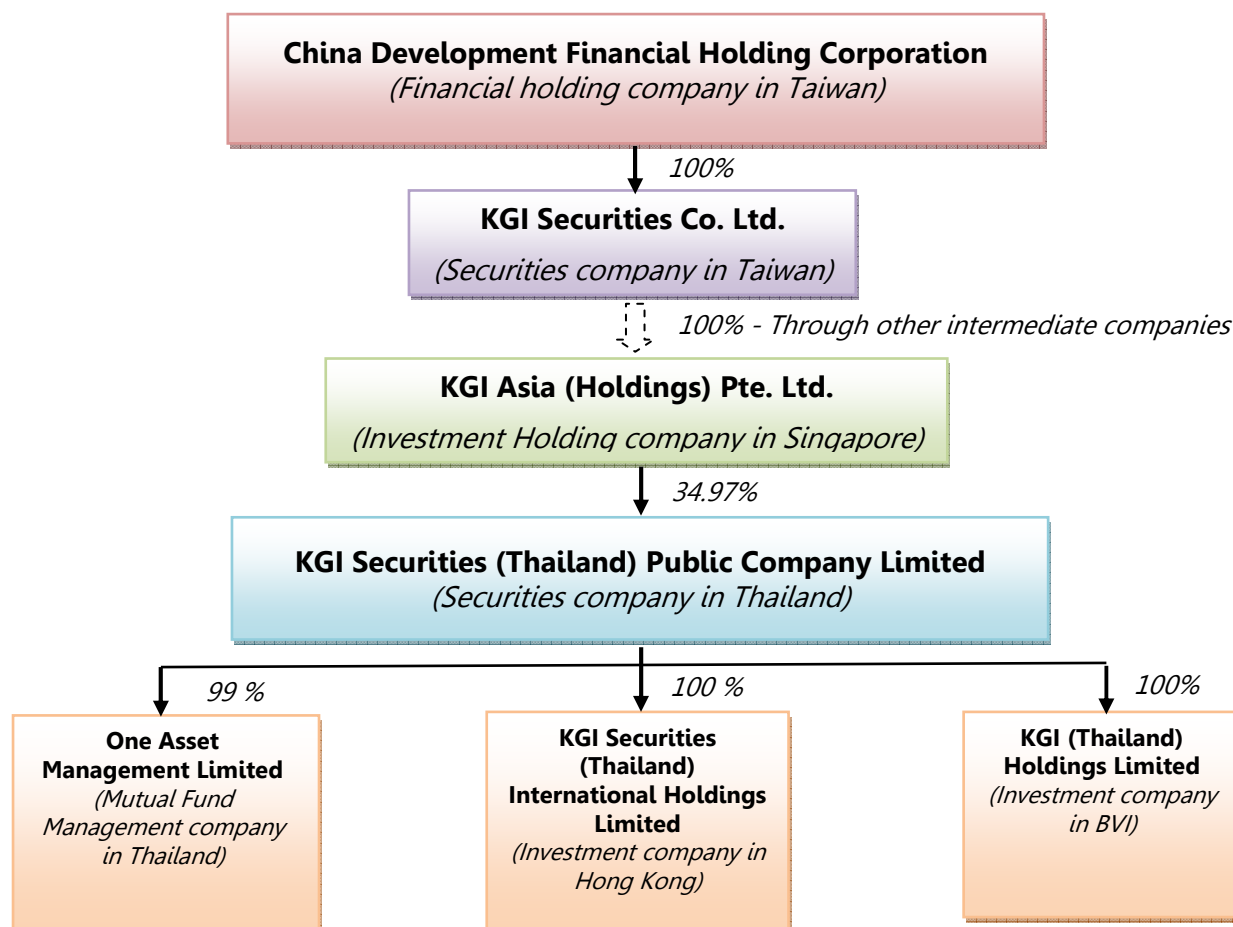 China Development Financial Holding Corporation
(Financial holding company in Taiwan)
100%
KGI Securities Co. Ltd.
(Securities company in Taiwan)
100% - Through other intermediate companies
KGI Asia (Holdings) Pte. Ltd.
(Investment Holding company in Singapore)
34.97%
KGI Securities (Thailand) Public Company Limited
(Securities company in Thailand)
99 %
100 %
100%
One Asset
Management Limited
(Mutual Fund
Management company
in Thailand)
KGI Securities
(Thailand)
International Holdings
Limited
(Investment company in
Hong Kong)
KGI (Thailand)
Holdings Limited
(Investment company
in BVI)